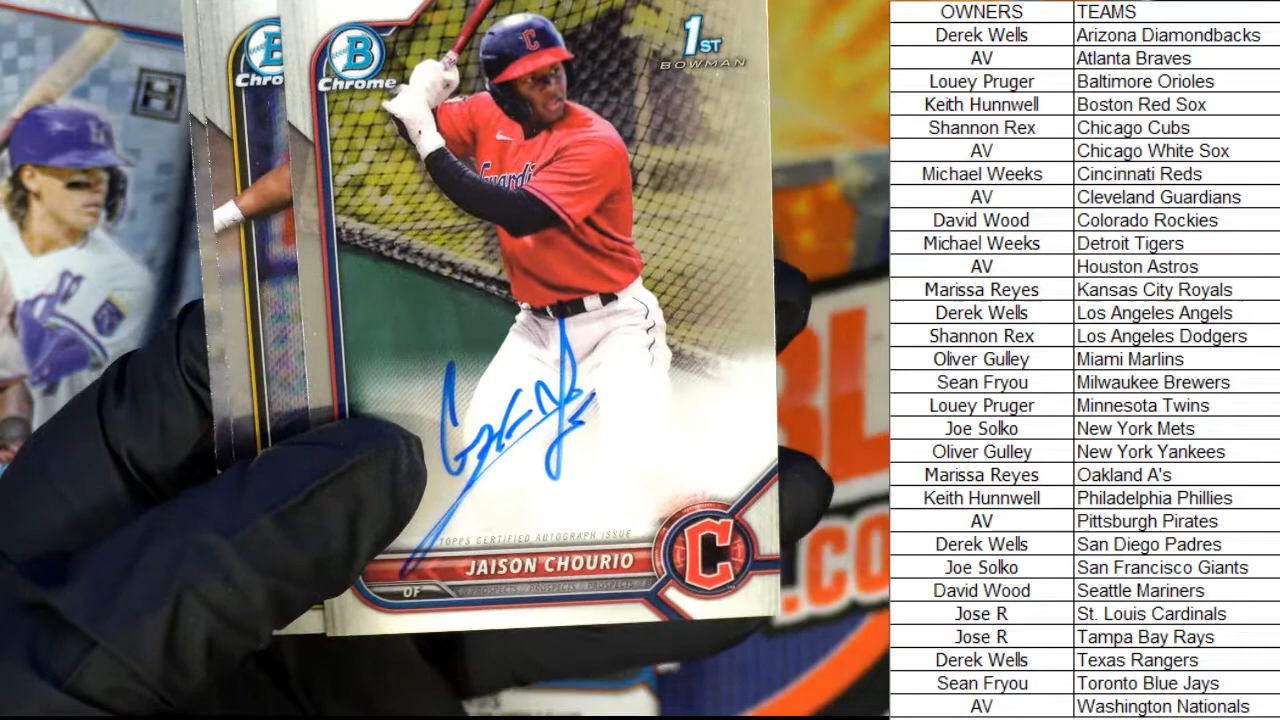 B
Chro
B
Chrome
1ST
BOWMAN
C
Guardi
TOPPS CERTIFIED AUTOGRAPH ISSUE
JAISON CHOURIO
OF
PROSPECTS
PROSPECTS
C
BL
.CO
OWNERS TEAMS
Derek Wells Arizona Diamondbacks
AV Atlanta Braves
Louey Pruger Baltimore Orioles
Keith Hunnwell Boston Red Sox
Shannon Rex Chicago Cubs
AV Chicago White Sox
Michael Weeks Cincinnati Reds
AV Cleveland Guardians
David Wood Colorado Rockies
Michael Weeks Detroit Tigers
AV Houston Astros
Marissa Reyes Kansas City Royals
Derek Wells Los Angeles Angels
Shannon Rex Los Angeles Dodgers
Oliver Gulley Miami Marlins
Sean Fryou Milwaukee Brewers
Louey Pruger Minnesota Twins
Joe Solko New York Mets
Oliver Gulley New York Yankees
Marissa Reyes Oakland A's
Keith Hunnwell Philadelphia Phillies
AV Pittsburgh Pirates
Derek Wells San Diego Padres
Joe Solko San Francisco Giants
David Wood Seattle Mariners
Jose R St. Louis Cardinals
Jose R Tampa Bay Rays
Derek Wells Texas Rangers
Sean Fryou Toronto Blue Jays
AV Washington Nationals